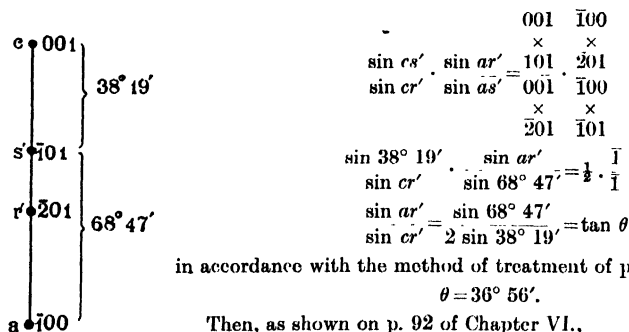 c 001
38° 19′
s′ 1̄01
r′ 2̄01
68° 47′
a 1̄00
001 1̄00
× ×
sin cs′ / sin cr′ · sin ar′ / sin as′ = 101 2̄01 / 001 · 1̄00
× ×
2̄01 1̄01
sin 38° 19′ / sin cr′ · sin ar′ / sin 68° 47′ = ½ · 1̄/1̄
sin ar′ / sin cr′ = sin 68° 47′ / 2 sin 38° 19′ = tan θ
in accordance with the method of treatment of p
θ = 36° 56′.
Then, as shown on p. 92 of Chapter VI.,